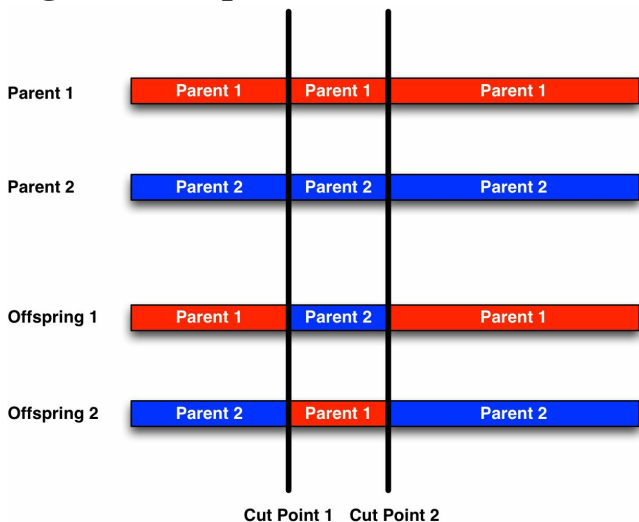 Parent 1 Parent 1 Parent 1 Parent 1
Parent 2 Parent 2 Parent 2 Parent 2
Offspring 1 Parent 1 Parent 2 Parent 1
Offspring 2 Parent 2 Parent 1 Parent 2
Cut Point 1 Cut Point 2